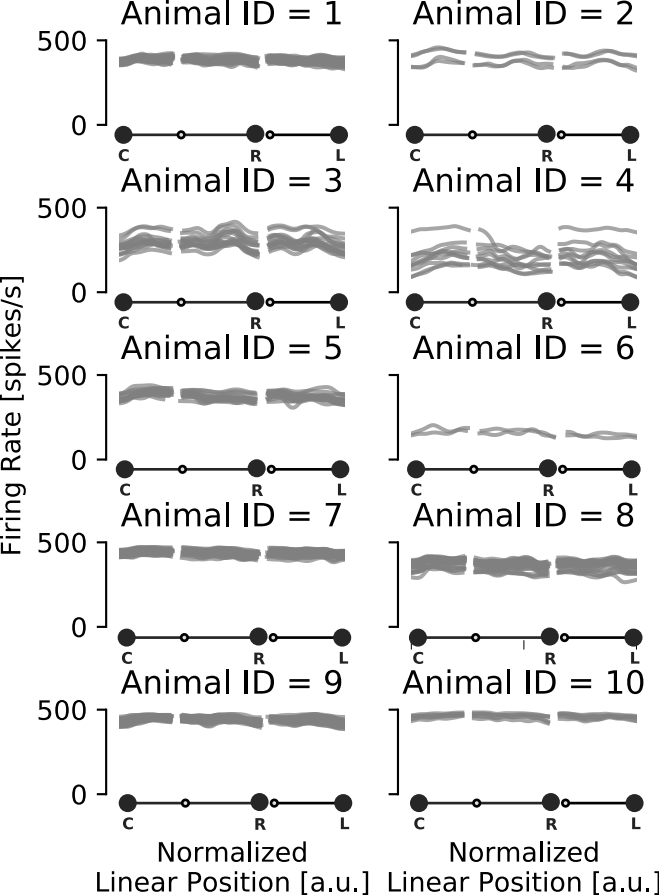 Animal ID = 1
Animal ID = 2
500
0
C
R
L
C
R
L
Animal ID = 3
Animal ID = 4
500
0
C
R
L
C
R
L
Animal ID = 5
Animal ID = 6
500
0
C
R
L
C
R
L
Animal ID = 7
Animal ID = 8
500
0
C
R
L
C
R
L
Animal ID = 9
Animal ID = 10
500
0
C
R
L
C
R
L
Firing Rate [spikes/s]
Normalized
Linear Position [a.u.]
Normalized
Linear Position [a.u.]